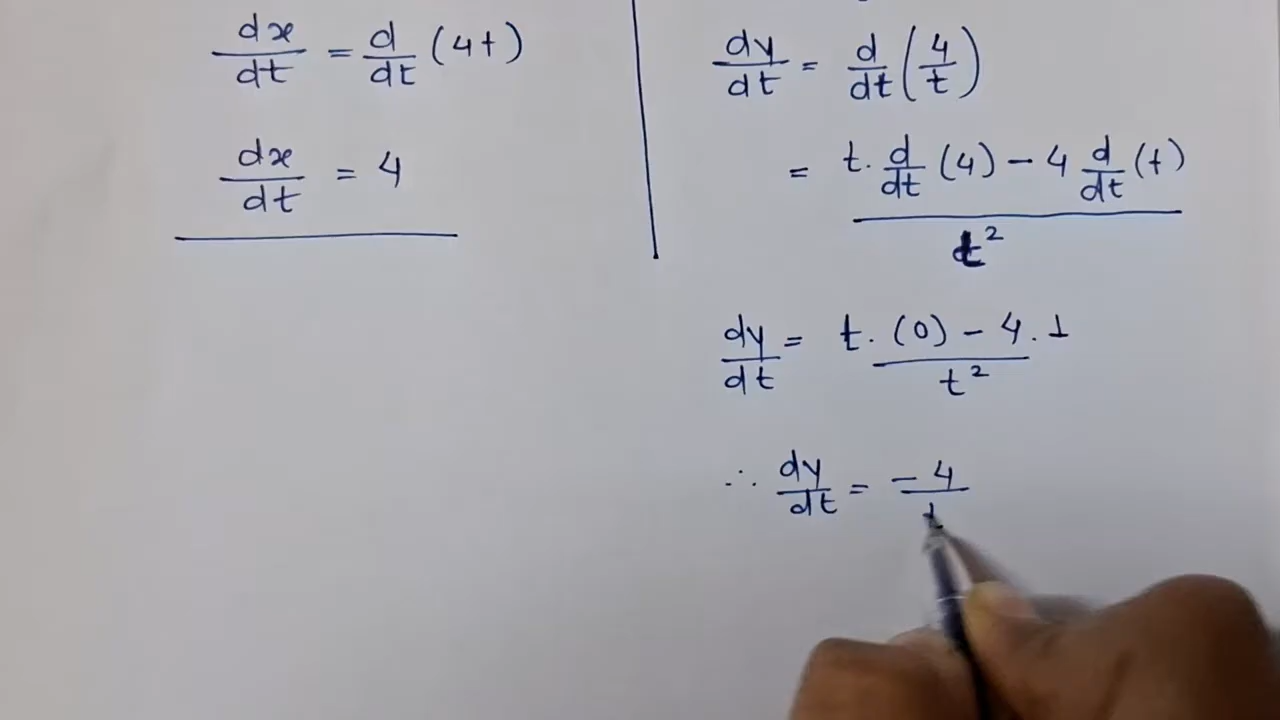 dx/dt = d/dt (4t)
dx/dt = 4
dy/dt = d/dt (4/t)
= t. d/dt (4) - 4 d/dt (t) / t²
dy/dt = t. (0) - 4 . 1 / t²
∴ dy/dt = -4/t